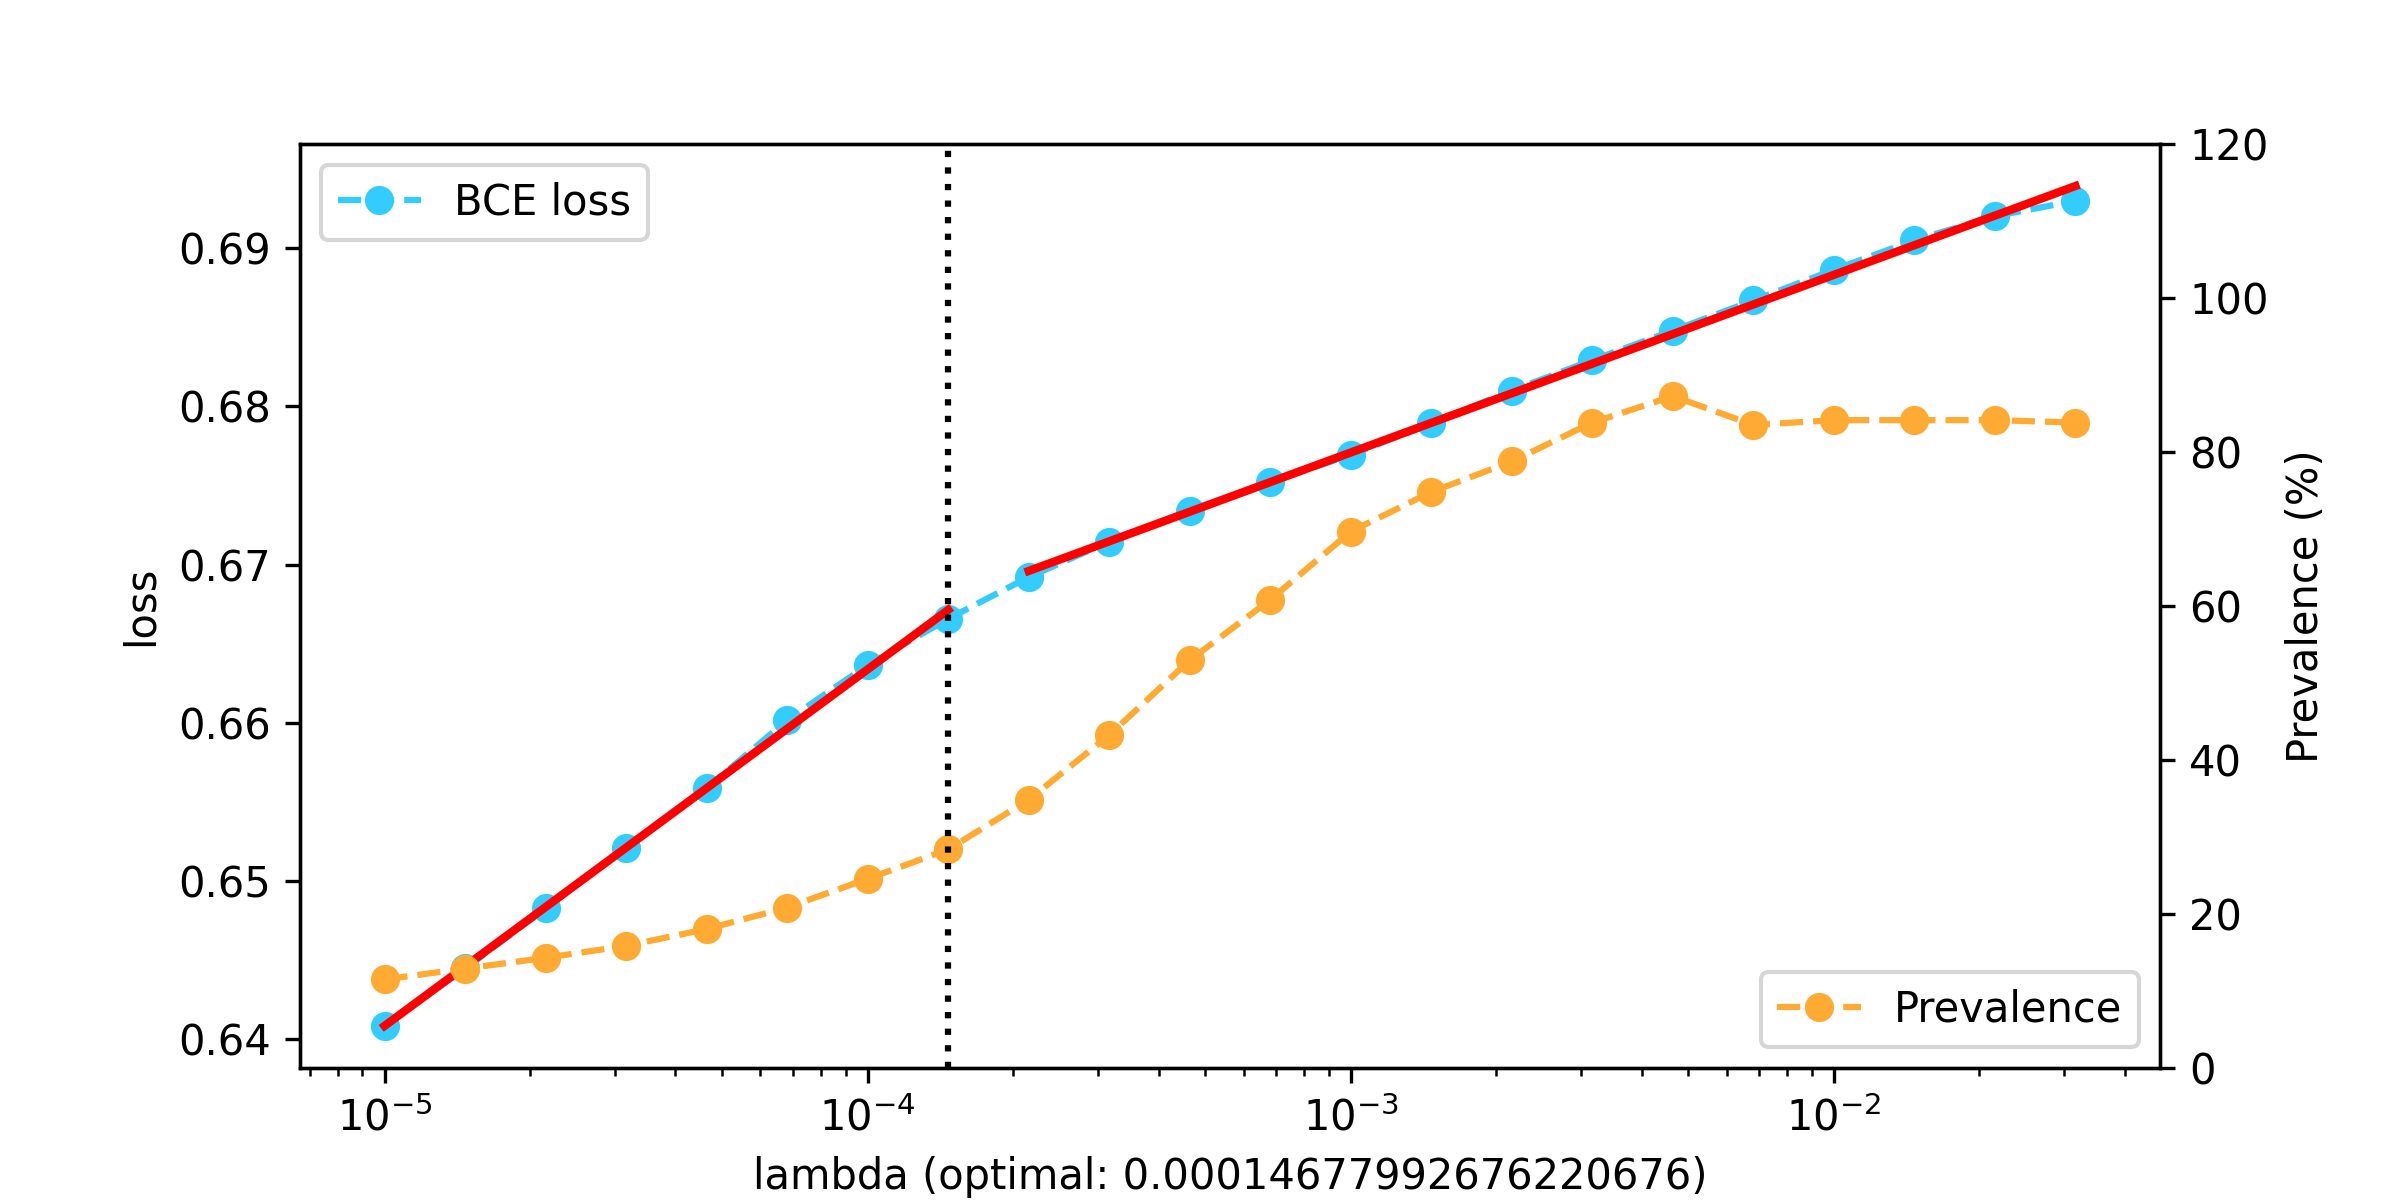 BCE loss
0.69
0.68
0.67
0.66
0.65
0.64
loss
120
100
80
60
40
20
0
Prevalence (%)
Prevalence
10⁻⁵ 10⁻⁴ 10⁻³ 10⁻²
lambda (optimal: 0.00014677992676220676)